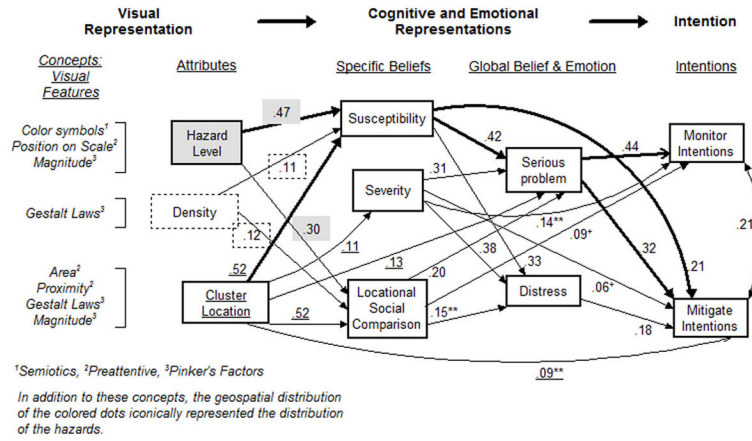 Visual
Representation
Cognitive and Emotional
Representations
Intention
Concepts:
Visual
Features
Attributes
Specific Beliefs
Global Belief & Emotion
Intentions
Color symbols¹
Position on Scale²
Magnitude³
Hazard
Level
.47
Susceptibility
.42
Serious
problem
.44
Monitor
Intentions
.11
Severity
.31
Gestalt Laws³
Density
.12
.30
.14**
.09⁺
.21
.38
.32
Area²
Proximity²
Gestalt Laws³
Magnitude³
.52
.11
.13
.20
.33
.06⁺
.21
Cluster
Location
.52
Locational
Social
Comparison
.15**
Distress
.18
Mitigate
Intentions
.09**
¹Semiotics, ²Preattentive, ³Pinker's Factors
In addition to these concepts, the geospatial distribution
of the colored dots iconically represented the distribution
of the hazards.